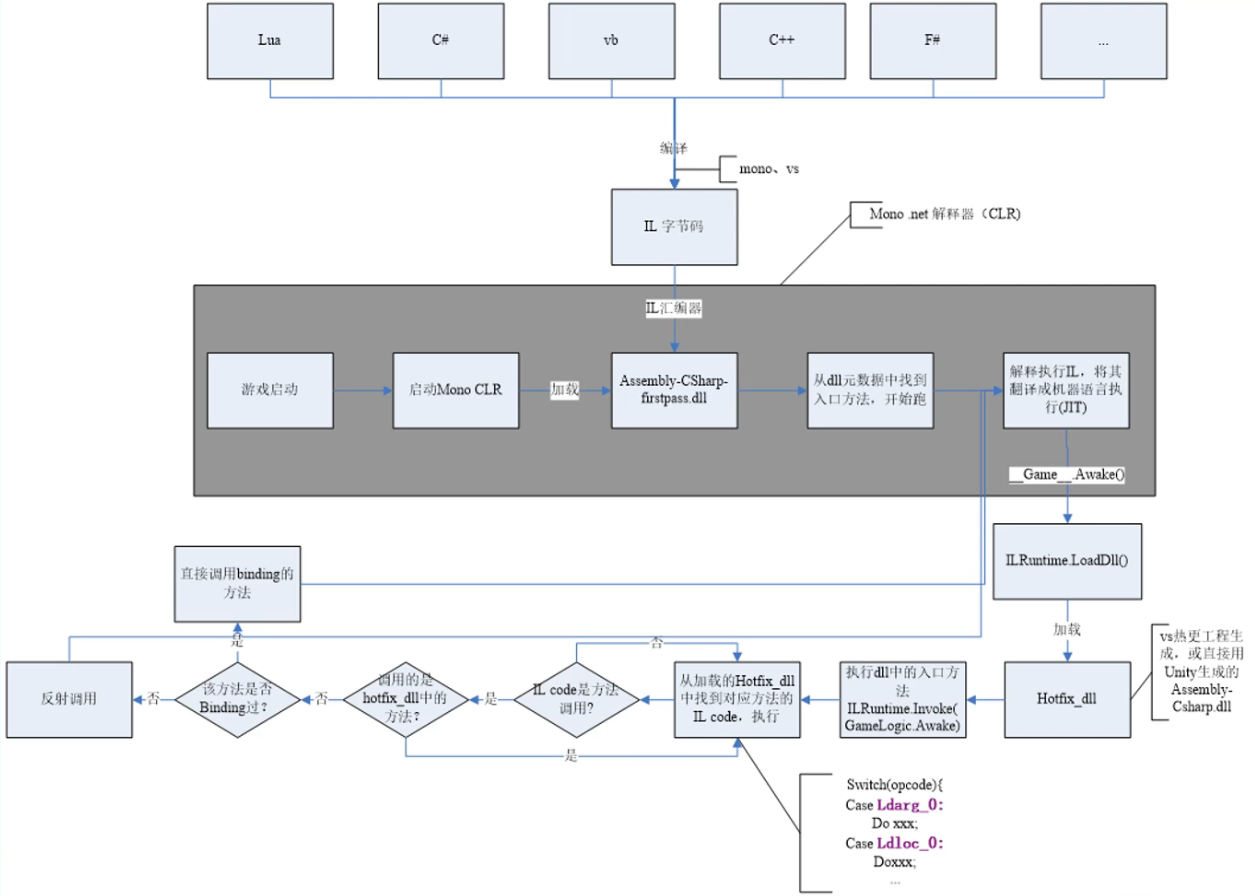 Lua
C#
vb
C++
F#
...
编译
mono、vs
IL 字节码
Mono .net 解释器（CLR)
IL汇编器
游戏启动
启动Mono CLR
加载
Assembly-CSharp-
firstpass.dll
从dll元数据中找到
入口方法，开始跑
解释执行IL，将其
翻译成机器语言执
行(JIT)
__Game__.Awake()
直接调用binding的
方法
ILRuntime.LoadDll()
加载
是
否
vs热更工程生
成，或直接用
Unity生成的
Assembly-
Csharp.dll
反射调用
否
该方法是否
Binding过？
否
调用的是
hotfix_dll中的
方法？
是
IL code是方法
调用？
从加载的Hotfix_dll
中找到对应方法的
IL code，执行
执行dll中的入口方
法
ILRuntime.Invoke(
GameLogic.Awake)
Hotfix_dll
是
Switch(opcode){
Case Ldarg_0:
Do xxx;
Case Ldloc_0:
Doxxx;
...